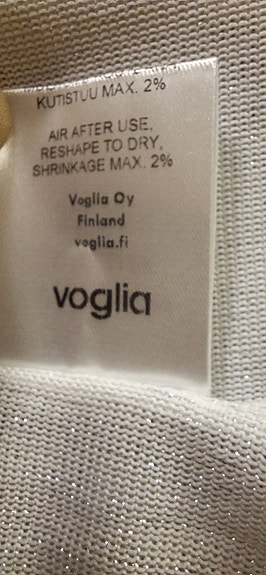 KUTISTUU MAX. 2%
AIR AFTER USE,
RESHAPE TO DRY,
SHRINKAGE MAX. 2%
Voglia Oy
Finland
voglia.fi
voglia